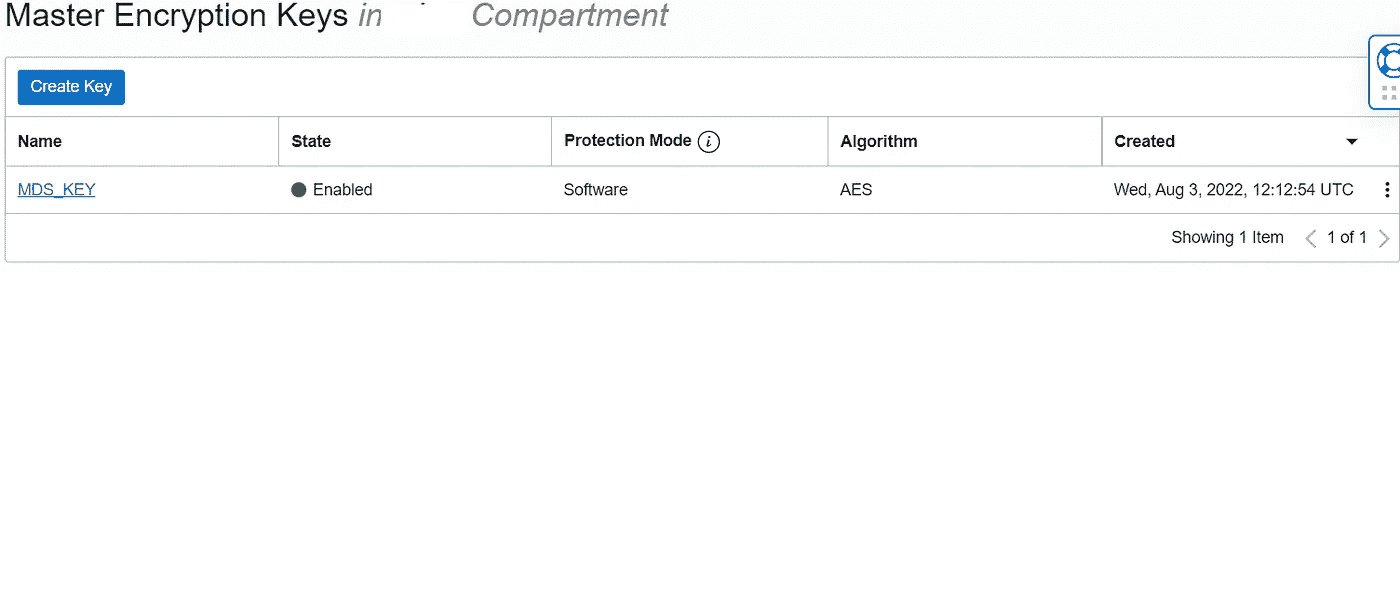 Master Encryption Keys in Compartment
Create Key
Name State Protection Mode i Algorithm Created
MDS_KEY Enabled Software AES Wed, Aug 3, 2022, 12:12:54 UTC
Showing 1 Item 1 of 1